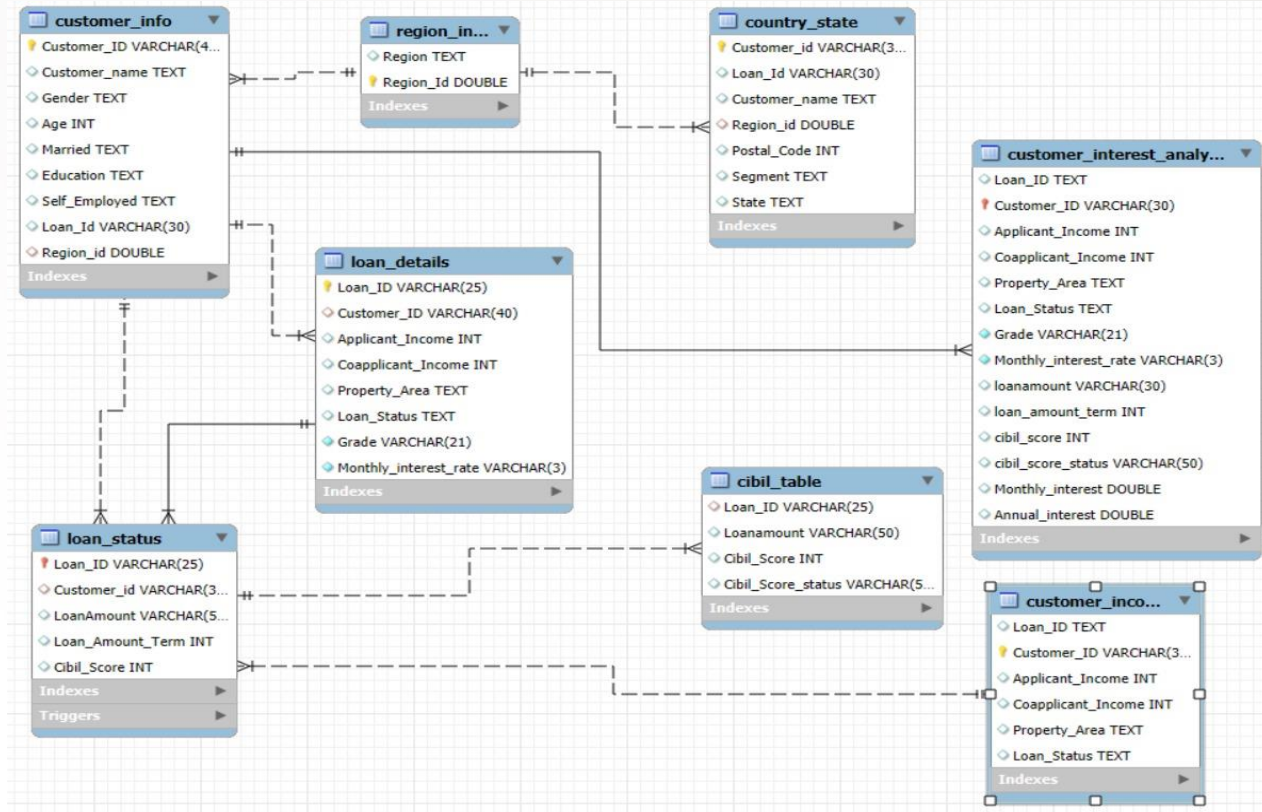 customer_info
Customer_ID VARCHAR(4...
Customer_name TEXT
Gender TEXT
Age INT
Married TEXT
Education TEXT
Self_Employed TEXT
Loan_Id VARCHAR(30)
Region_id DOUBLE
Indexes
region_in...
Region TEXT
Region_Id DOUBLE
Indexes
country_state
Customer_id VARCHAR(3...
Loan_Id VARCHAR(30)
Customer_name TEXT
Region_id DOUBLE
Postal_Code INT
Segment TEXT
State TEXT
Indexes
customer_interest_analy...
Loan_ID TEXT
Customer_ID VARCHAR(30)
Applicant_Income INT
Coapplicant_Income INT
Property_Area TEXT
Loan_Status TEXT
Grade VARCHAR(21)
Monthly_interest_rate VARCHAR(3)
loanamount VARCHAR(30)
loan_amount_term INT
cibil_score INT
cibil_score_status VARCHAR(50)
Monthly_interest DOUBLE
Annual_interest DOUBLE
Indexes
loan_details
Loan_ID VARCHAR(25)
Customer_ID VARCHAR(40)
Applicant_Income INT
Coapplicant_Income INT
Property_Area TEXT
Loan_Status TEXT
Grade VARCHAR(21)
Monthly_interest_rate VARCHAR(3)
Indexes
loan_status
Loan_ID VARCHAR(25)
Customer_id VARCHAR(3...
LoanAmount VARCHAR(5...
Loan_Amount_Term INT
Cibil_Score INT
Indexes
Triggers
cibil_table
Loan_ID VARCHAR(25)
Loanamount VARCHAR(50)
Cibil_Score INT
Cibil_Score_status VARCHAR(5...
Indexes
customer_inco...
Loan_ID TEXT
Customer_ID VARCHAR(3...
Applicant_Income INT
Coapplicant_Income INT
Property_Area TEXT
Loan_Status TEXT
Indexes